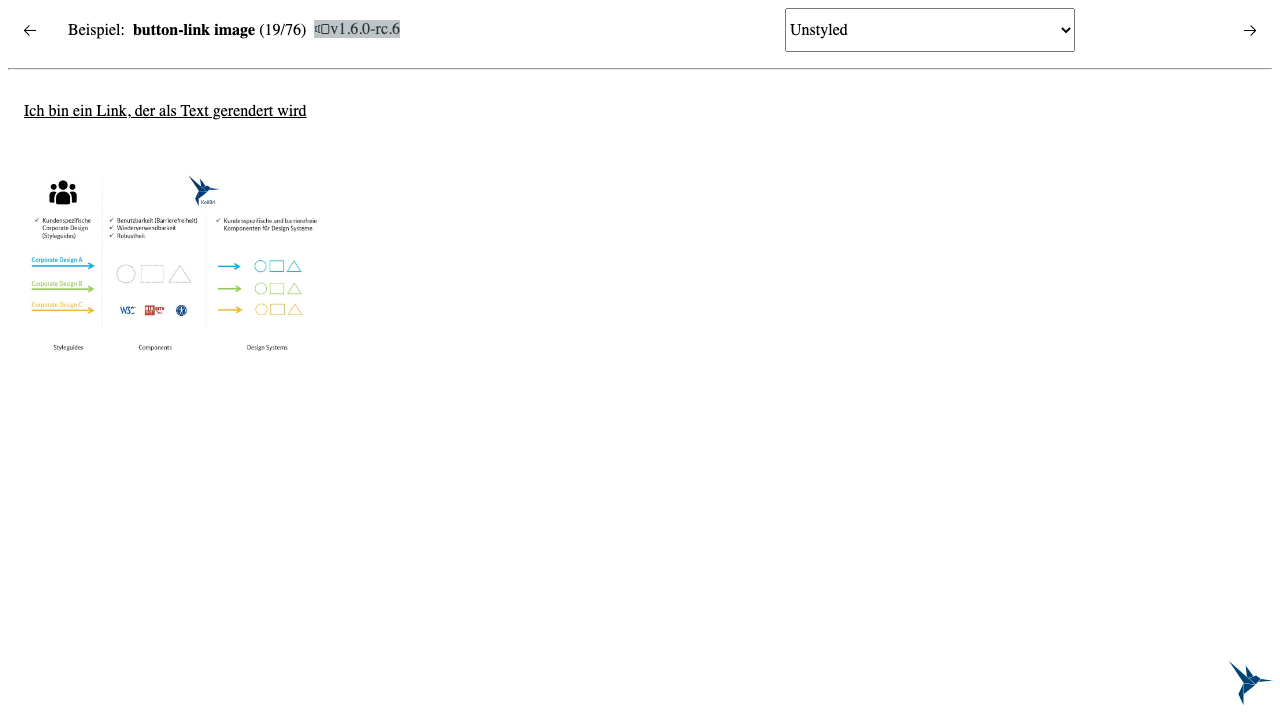 Beispiel: button-link image (19/76) v1.6.0-rc.6
Unstyled
Ich bin ein Link, der als Text gerendert wird
KoliBri
✓ Kundenspezifische
Corporate Design
(Styleguides)
✓ Benutzbarkeit (Barrierefreiheit)
✓ Wiederverwendbarkeit
✓ Robustheit
✓ Kundenspezifische und barrierefreie
Komponenten für Design Systeme
Corporate Design A
Corporate Design B
Corporate Design C
W3C
Styleguides
Components
Design Systems